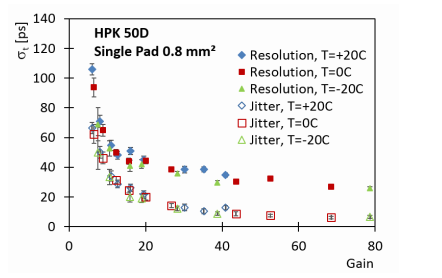 σt [ps]
140
120
100
80
60
40
20
0
HPK 50D
Single Pad 0.8 mm²
Resolution, T=+20C
Resolution, T=0C
Resolution, T=-20C
Jitter, T=+20C
Jitter, T=0C
Jitter, T=-20C
0 20 40 60 80
Gain